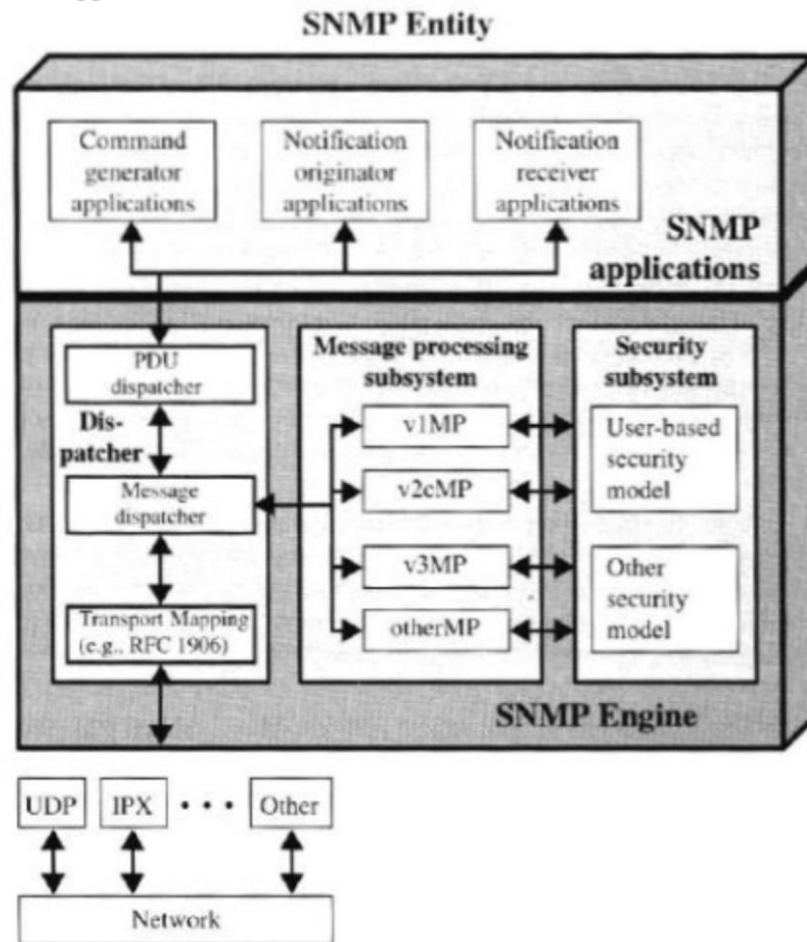 SNMP Entity
Command
generator
applications
Notification
originator
applications
Notification
receiver
applications
SNMP
applications
PDU
dispatcher
Dis-
patcher
Message
dispatcher
Transport Mapping
(e.g., RFC 1906)
Message processing
subsystem
v1MP
v2cMP
v3MP
otherMP
Security
subsystem
User-based
security
model
Other
security
model
SNMP Engine
UDP
IPX
• • •
Other
Network